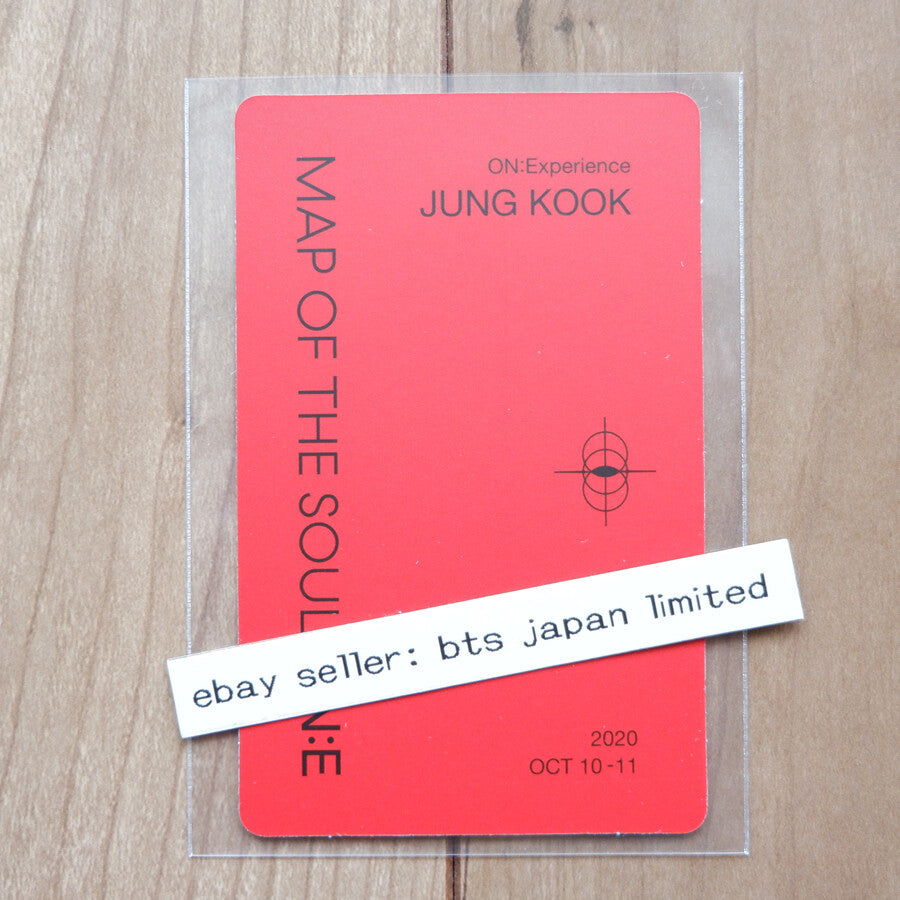 ON:Experience
JUNG KOOK
MAP OF THE SOUL N:E
ebay seller: bts japan limited
2020
OCT 10-11